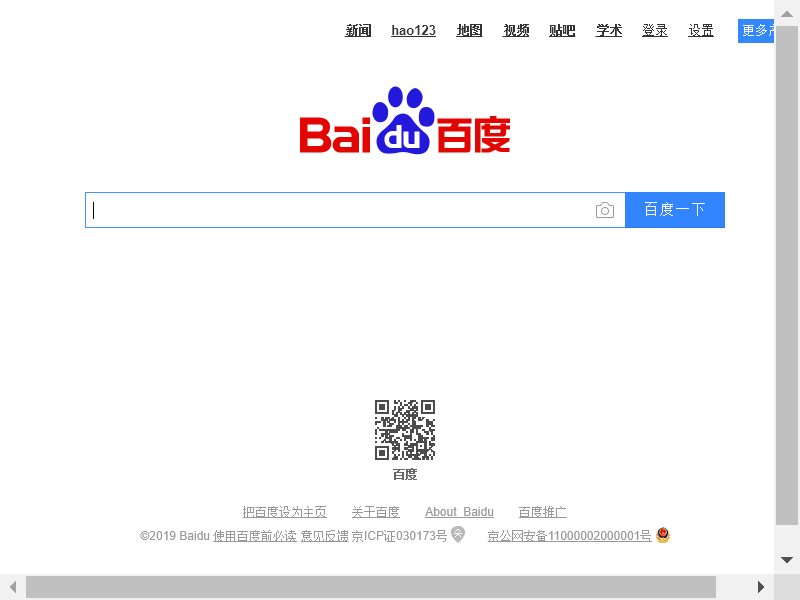 新闻 hao123 地图 视频 贴吧 学术 登录 设置 更多
Bai du 百度
百度一下
百度
把百度设为主页 关于百度 About Baidu 百度推广
©2019 Baidu 使用百度前必读 意见反馈 京ICP证030173号 京公网安备11000002000001号